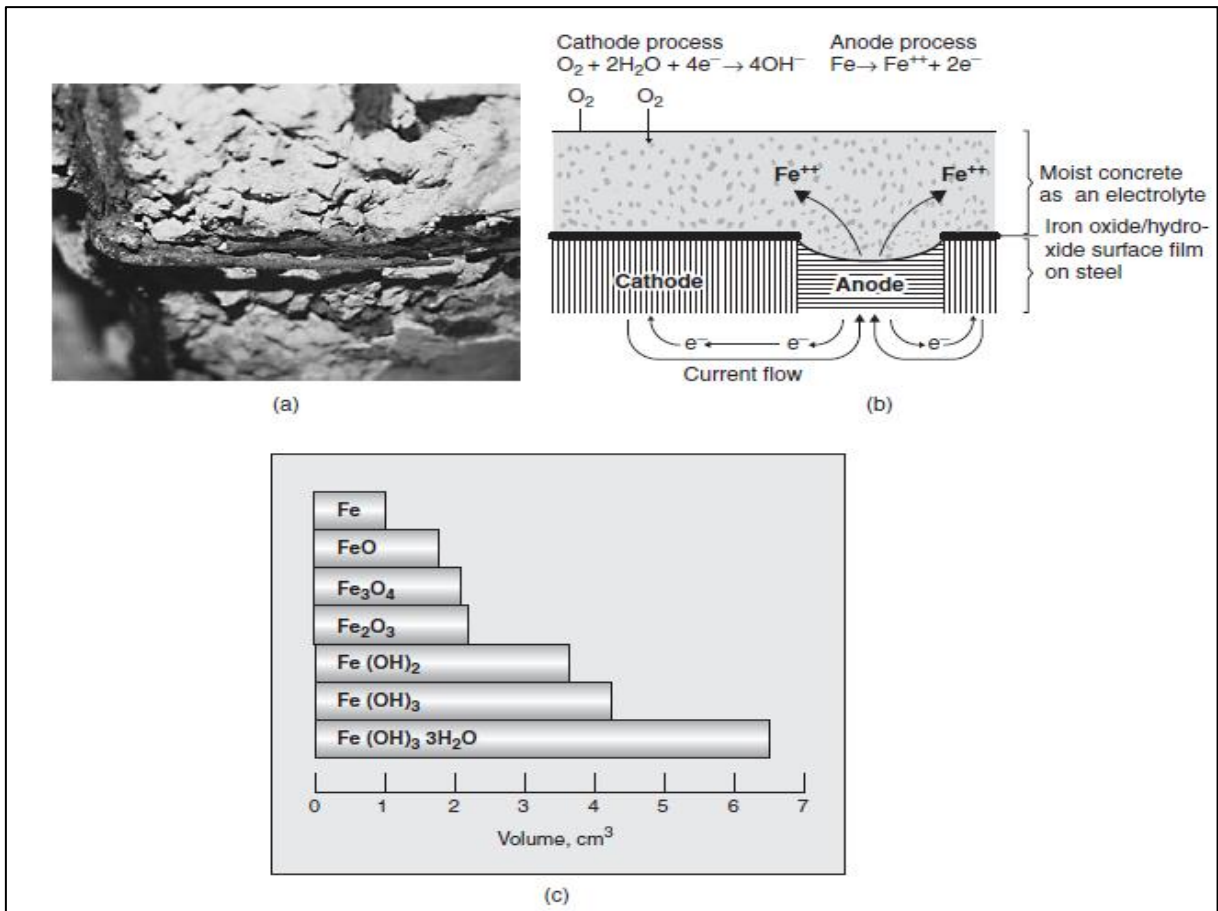 Cathode process
O₂ + 2H₂O + 4e⁻ → 4OH⁻
Anode process
Fe → Fe⁺⁺ + 2e⁻
O₂ O₂
Fe⁺⁺ Fe⁺⁺
Moist concrete
as an electrolyte
Iron oxide/hydro-
xide surface film
on steel
Cathode
Anode
e⁻ e⁻ e⁻
Current flow
(a)
(b)
Fe
FeO
Fe₃O₄
Fe₂O₃
Fe (OH)₂
Fe (OH)₃
Fe (OH)₃ 3H₂O
0 1 2 3 4 5 6 7
Volume, cm³
(c)